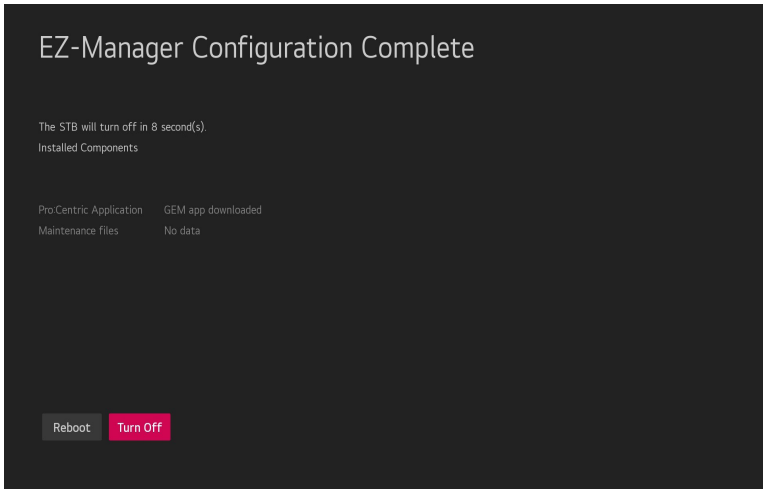 EZ-Manager Configuration Complete
The STB will turn off in 8 second(s).
Installed Components
Pro:Centric Application GEM app downloaded
Maintenance files No data
Reboot Turn Off